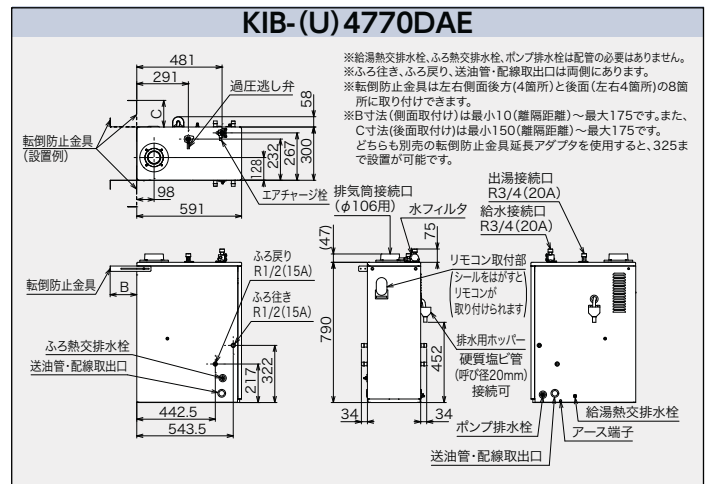 KIB-(U)4770DAE
※給湯熱交排水栓、ふろ熱交排水栓、ポンプ排水栓は配管の必要はありません。
※ふろ往き、ふろ戻り、送油管・配線取出口は両側にあります。
※転倒防止金具は左右側面後方(4箇所)と後面(左右4箇所)の8箇
所に取り付けできます。
※B寸法(側面取付け)は最小10(離隔距離)～最大175です。また、
C寸法(後面取付け)は最小150(離隔距離)～最大175です。
どちらも別売の転倒防止金具延長アダプタを使用すると、325ま
で設置が可能です。
481
291
過圧逃し弁
58
C
転倒防止金具
(設置例)
128
232
267
300
98
エアチャージ栓
591
排気筒接続口
(φ106用)
水フィルタ
75
(47)
出湯接続口
R3/4(20A)
給水接続口
R3/4(20A)
ふろ戻り
R1/2(15A)
転倒防止金具
B
ふろ往き
R1/2(15A)
ふろ熱交排水栓
送油管・配線取出口
217
322
442.5
543.5
790
リモコン取付部
(シールをはがすと
リモコンが
取り付けられます)
排水用ホッパー
硬質塩ビ管
(呼び径20mm)
接続可
452
34
34
ポンプ排水栓
送油管・配線取出口
アース端子
給湯熱交排水栓